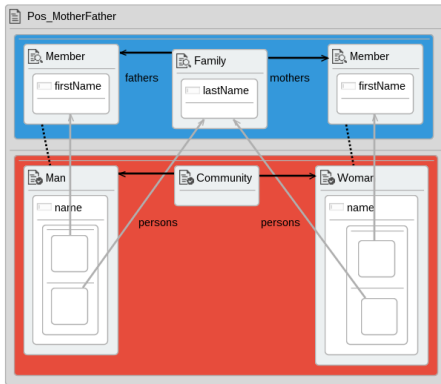 Pos_MotherFather
Member
Family
Member
firstName
fathers
lastName
mothers
firstName
Man
Community
Woman
name
persons
persons
name